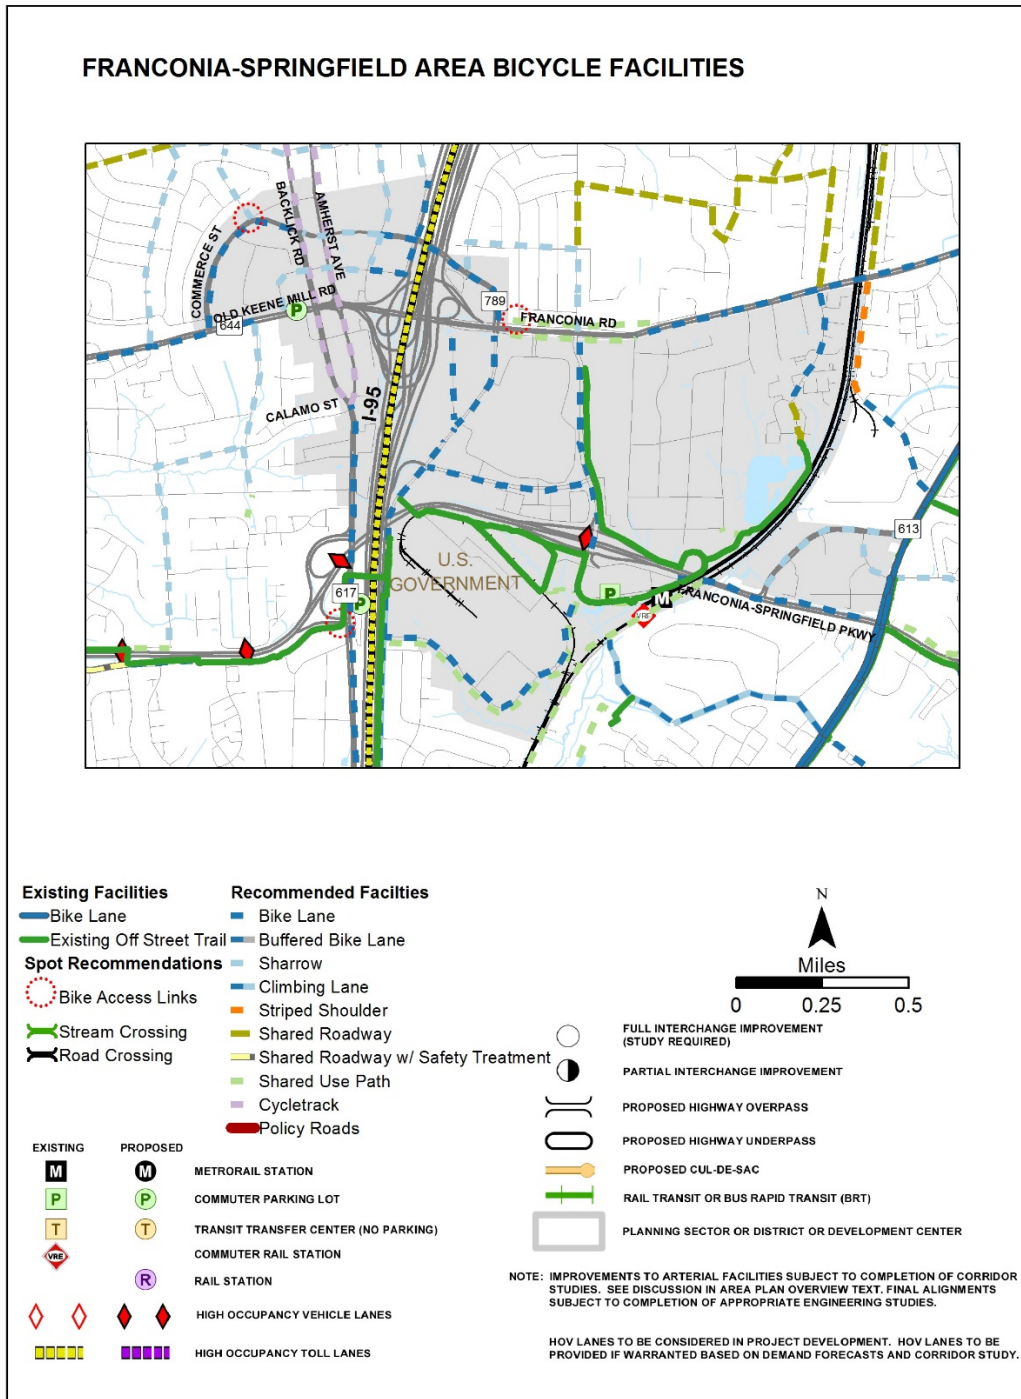 FRANCONIA-SPRINGFIELD AREA BICYCLE FACILITIES
BACKLICK RD
AMHERST AVE
COMMERCE ST
OLD KEENE MILL RD
644
P
789
FRANCONIA RD
I-95
CALAMO ST
613
U.S.
GOVERNMENT
617
P
P
M
VRE
FRANCONIA-SPRINGFIELD PKWY
Existing Facilities
Bike Lane
Existing Off Street Trail
Spot Recommendations
Bike Access Links
Stream Crossing
Road Crossing
Recommended Facilties
Bike Lane
Buffered Bike Lane
Sharrow
Climbing Lane
Striped Shoulder
Shared Roadway
Shared Roadway w/ Safety Treatment
Shared Use Path
Cycletrack
Policy Roads
N
Miles
0 0.25 0.5
FULL INTERCHANGE IMPROVEMENT
(STUDY REQUIRED)
PARTIAL INTERCHANGE IMPROVEMENT
PROPOSED HIGHWAY OVERPASS
PROPOSED HIGHWAY UNDERPASS
PROPOSED CUL-DE-SAC
RAIL TRANSIT OR BUS RAPID TRANSIT (BRT)
PLANNING SECTOR OR DISTRICT OR DEVELOPMENT CENTER
EXISTING PROPOSED
M M METRORAIL STATION
P P COMMUTER PARKING LOT
T T TRANSIT TRANSFER CENTER (NO PARKING)
VRE COMMUTER RAIL STATION
R RAIL STATION
HIGH OCCUPANCY VEHICLE LANES
HIGH OCCUPANCY TOLL LANES
NOTE: IMPROVEMENTS TO ARTERIAL FACILITIES SUBJECT TO COMPLETION OF CORRIDOR
STUDIES. SEE DISCUSSION IN AREA PLAN OVERVIEW TEXT. FINAL ALIGNMENTS
SUBJECT TO COMPLETION OF APPROPRIATE ENGINEERING STUDIES.
HOV LANES TO BE CONSIDERED IN PROJECT DEVELOPMENT. HOV LANES TO BE
PROVIDED IF WARRANTED BASED ON DEMAND FORECASTS AND CORRIDOR STUDY.